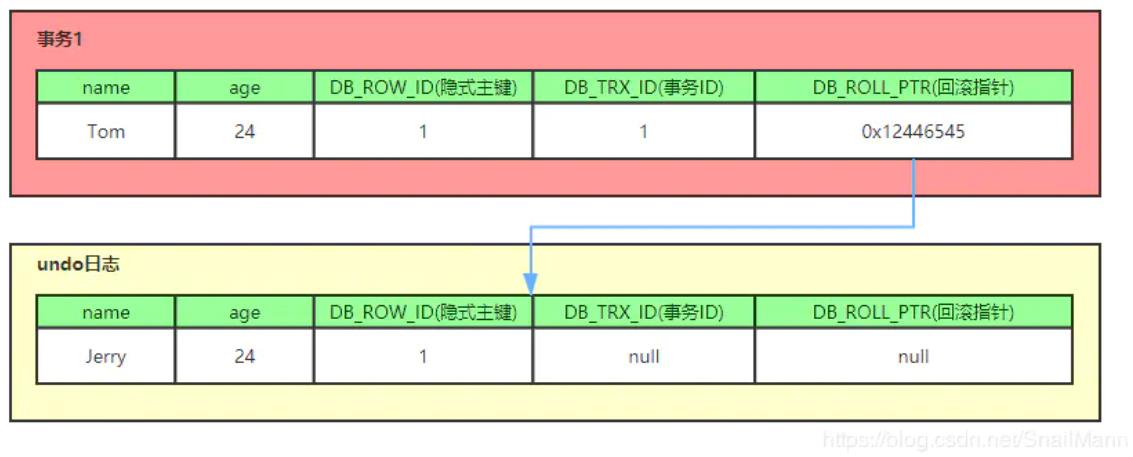 事务1
name age DB_ROW_ID(隐式主键) DB_TRX_ID(事务ID) DB_ROLL_PTR(回滚指针)
Tom 24 1 1 0x12446545
undo日志
name age DB_ROW_ID(隐式主键) DB_TRX_ID(事务ID) DB_ROLL_PTR(回滚指针)
Jerry 24 1 null null
https://blog.csdn.net/SnailMann